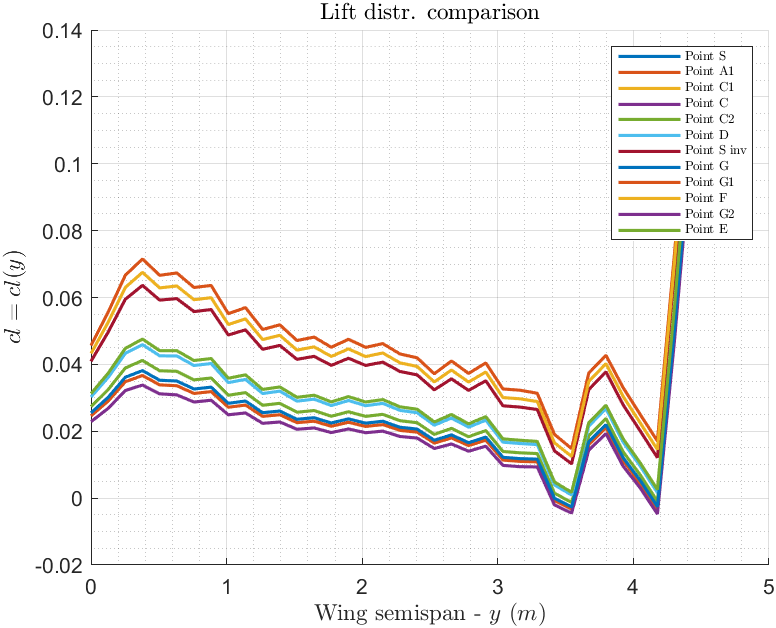 Lift distr. comparison
0.14
0.12
0.1
0.08
0.06
0.04
0.02
0
-0.02
cl = cl(y)
Point S
Point A1
Point C1
Point C
Point C2
Point D
Point S inv
Point G
Point G1
Point F
Point G2
Point E
0 1 2 3 4 5
Wing semispan - y (m)